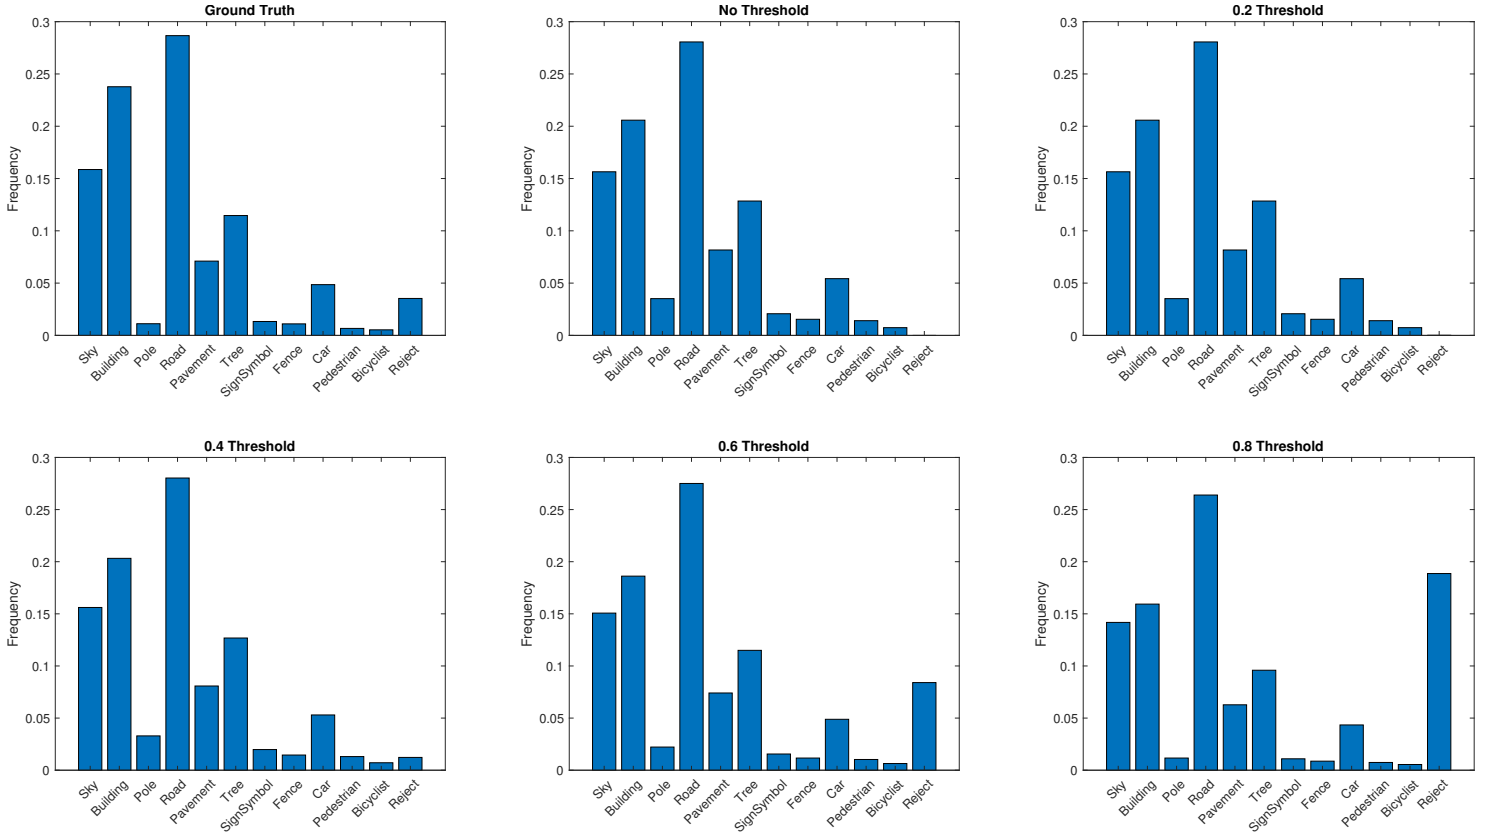 Ground Truth
Frequency
0.3
0.25
0.2
0.15
0.1
0.05
0
Sky
Building
Pole
Road
Pavement
Tree
SignSymbol
Fence
Car
Pedestrian
Bicyclist
Reject
No Threshold
Frequency
0.3
0.25
0.2
0.15
0.1
0.05
0
Sky
Building
Pole
Road
Pavement
Tree
SignSymbol
Fence
Car
Pedestrian
Bicyclist
Reject
0.2 Threshold
Frequency
0.3
0.25
0.2
0.15
0.1
0.05
0
Sky
Building
Pole
Road
Pavement
Tree
SignSymbol
Fence
Car
Pedestrian
Bicyclist
Reject
0.4 Threshold
Frequency
0.3
0.25
0.2
0.15
0.1
0.05
0
Sky
Building
Pole
Road
Pavement
Tree
SignSymbol
Fence
Car
Pedestrian
Bicyclist
Reject
0.6 Threshold
Frequency
0.3
0.25
0.2
0.15
0.1
0.05
0
Sky
Building
Pole
Road
Pavement
Tree
SignSymbol
Fence
Car
Pedestrian
Bicyclist
Reject
0.8 Threshold
Frequency
0.3
0.25
0.2
0.15
0.1
0.05
0
Sky
Building
Pole
Road
Pavement
Tree
SignSymbol
Fence
Car
Pedestrian
Bicyclist
Reject